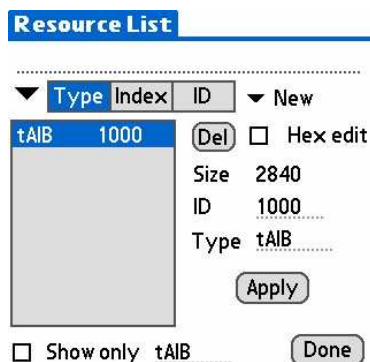 Resource List
Type Index ID New
tAIB 1000 Del Hex edit
Size 2840
ID 1000
Type tAIB
Apply
Show only tAIB Done